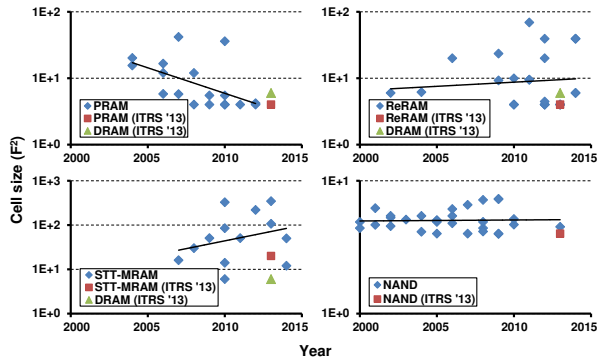 Cell size (F²)
1E+2
1E+1
1E+0
PRAM
PRAM (ITRS '13)
DRAM (ITRS '13)
2000
2005
2010
2015
1E+2
1E+1
1E+0
ReRAM
ReRAM (ITRS '13)
DRAM (ITRS '13)
2000
2005
2010
2015
1E+3
1E+2
1E+1
1E+0
STT-MRAM
STT-MRAM (ITRS '13)
DRAM (ITRS '13)
2000
2005
2010
2015
1E+1
1E+0
NAND
NAND (ITRS '13)
2000
2005
2010
2015
Year